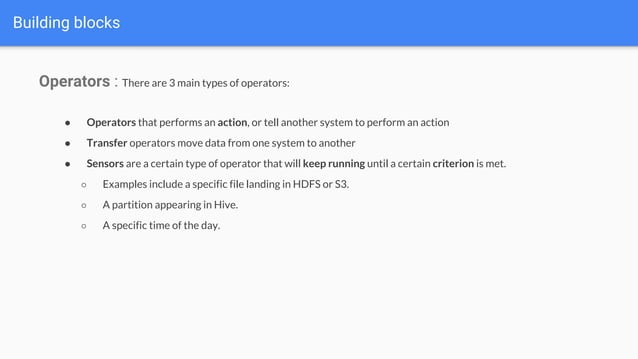 Building blocks
Operators : There are 3 main types of operators:
● Operators that performs an action, or tell another system to perform an action
● Transfer operators move data from one system to another
● Sensors are a certain type of operator that will keep running until a certain criterion is met.
○ Examples include a specific file landing in HDFS or S3.
○ A partition appearing in Hive.
○ A specific time of the day.